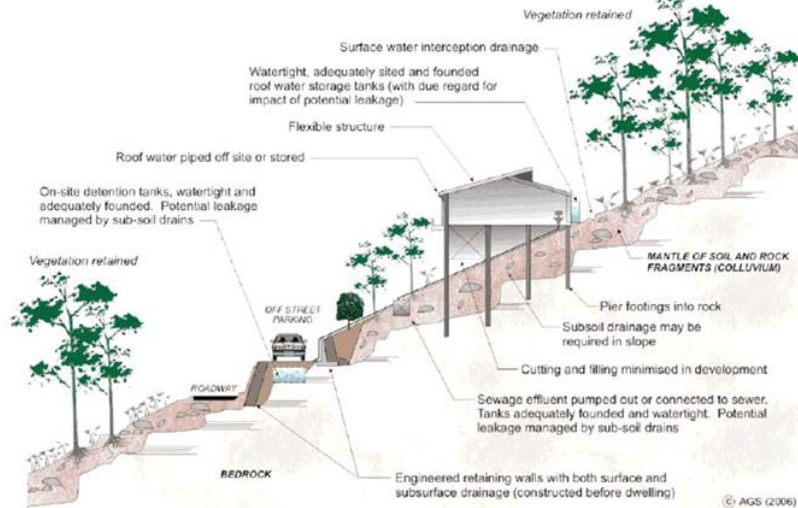 Vegetation retained
Surface water interception drainage
Watertight, adequately sited and founded
roof water storage tanks (with due regard for
impact of potential leakage)
Flexible structure
Roof water piped off site or stored
On-site detention tanks, watertight and
adequately founded. Potential leakage
managed by sub-soil drains
Vegetation retained
MANTLE OF SOIL AND ROCK
FRAGMENTS (COLLUVIUM)
OFF STREET
PARKING
Pier footings into rock
Subsoil drainage may be
required in slope
Cutting and filling minimised in development
ROADWAY
Sewage effluent pumped out or connected to sewer.
Tanks adequately founded and watertight. Potential
leakage managed by sub-soil drains
BEDROCK
Engineered retaining walls with both surface and
subsurface drainage (constructed before dwelling)
© AGS (2006)